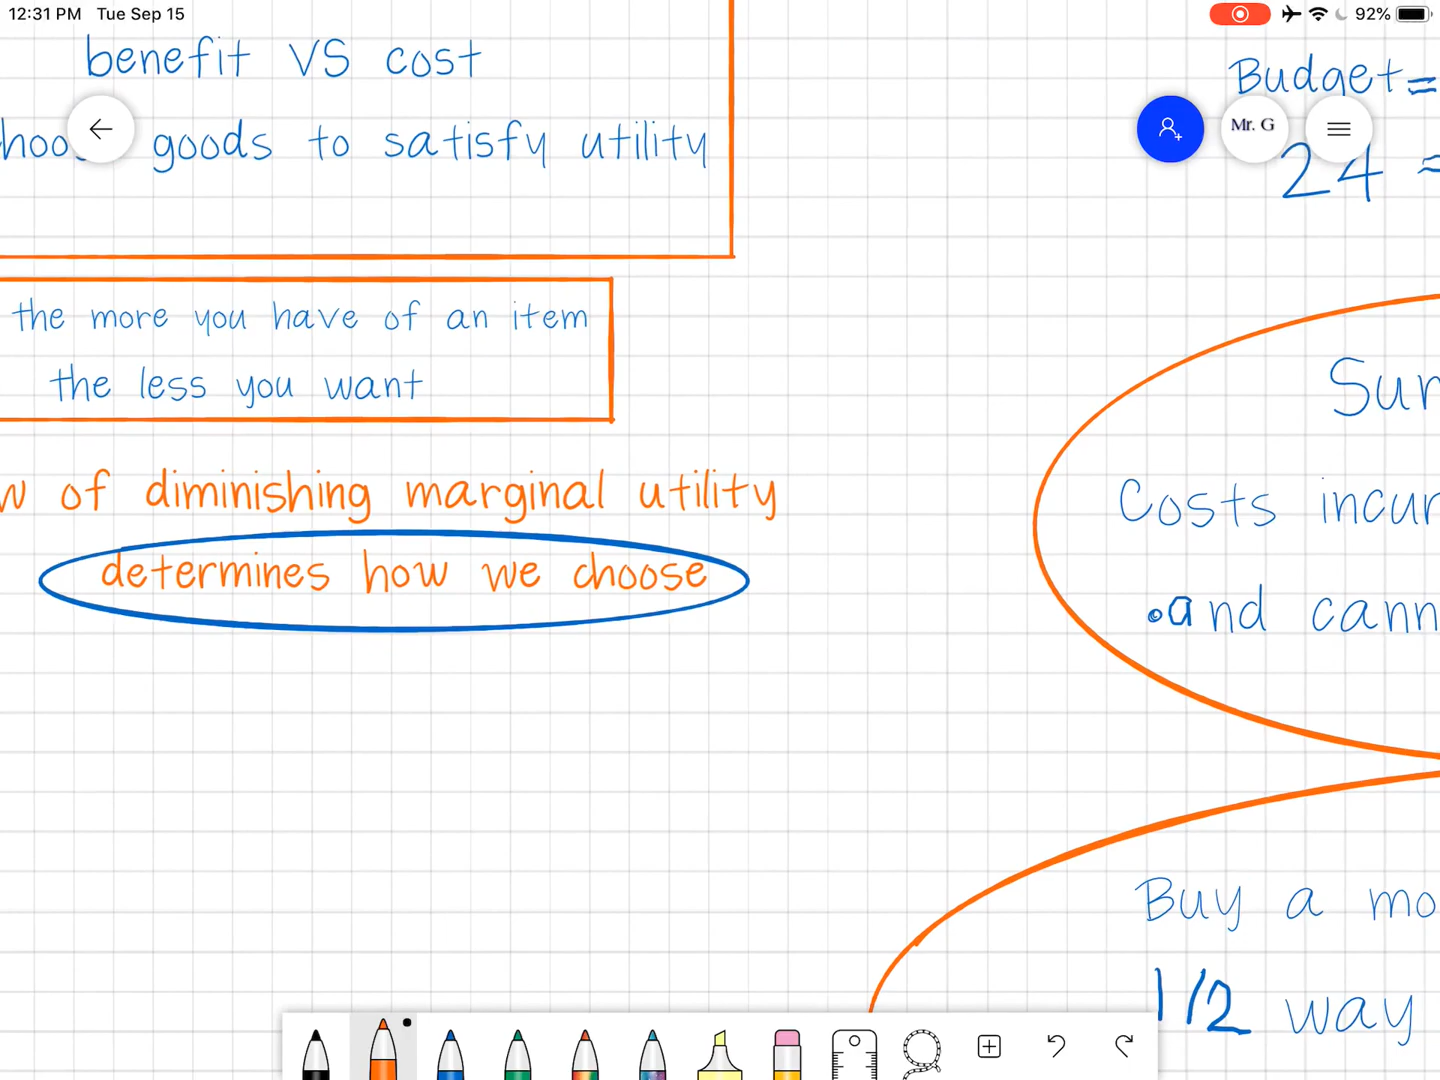 12:31 PM Tue Sep 15
92%
benefit VS cost
goods to satisfy utility
the more you have of an item
the less you want
of diminishing marginal utility
determines how we choose
Budget=
Mr. G
24 =
Costs
and
Buy a
1/2 way